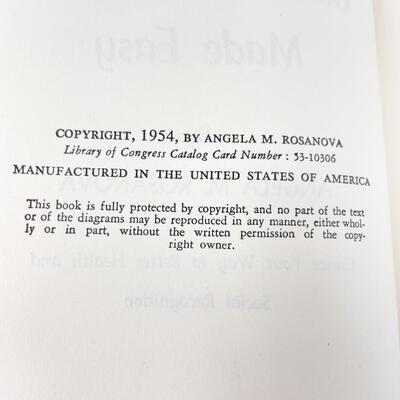 COPYRIGHT, 1954, BY ANGELA M. ROSANOVA
Library of Congress Catalog Card Number: 53-10306
MANUFACTURED IN THE UNITED STATES OF AMERICA
This book is fully protected by copyright, and no part of the text
or of the diagrams may be reproduced in any manner, either whol-
ly or in part, without the written permission of the copy-
right owner.